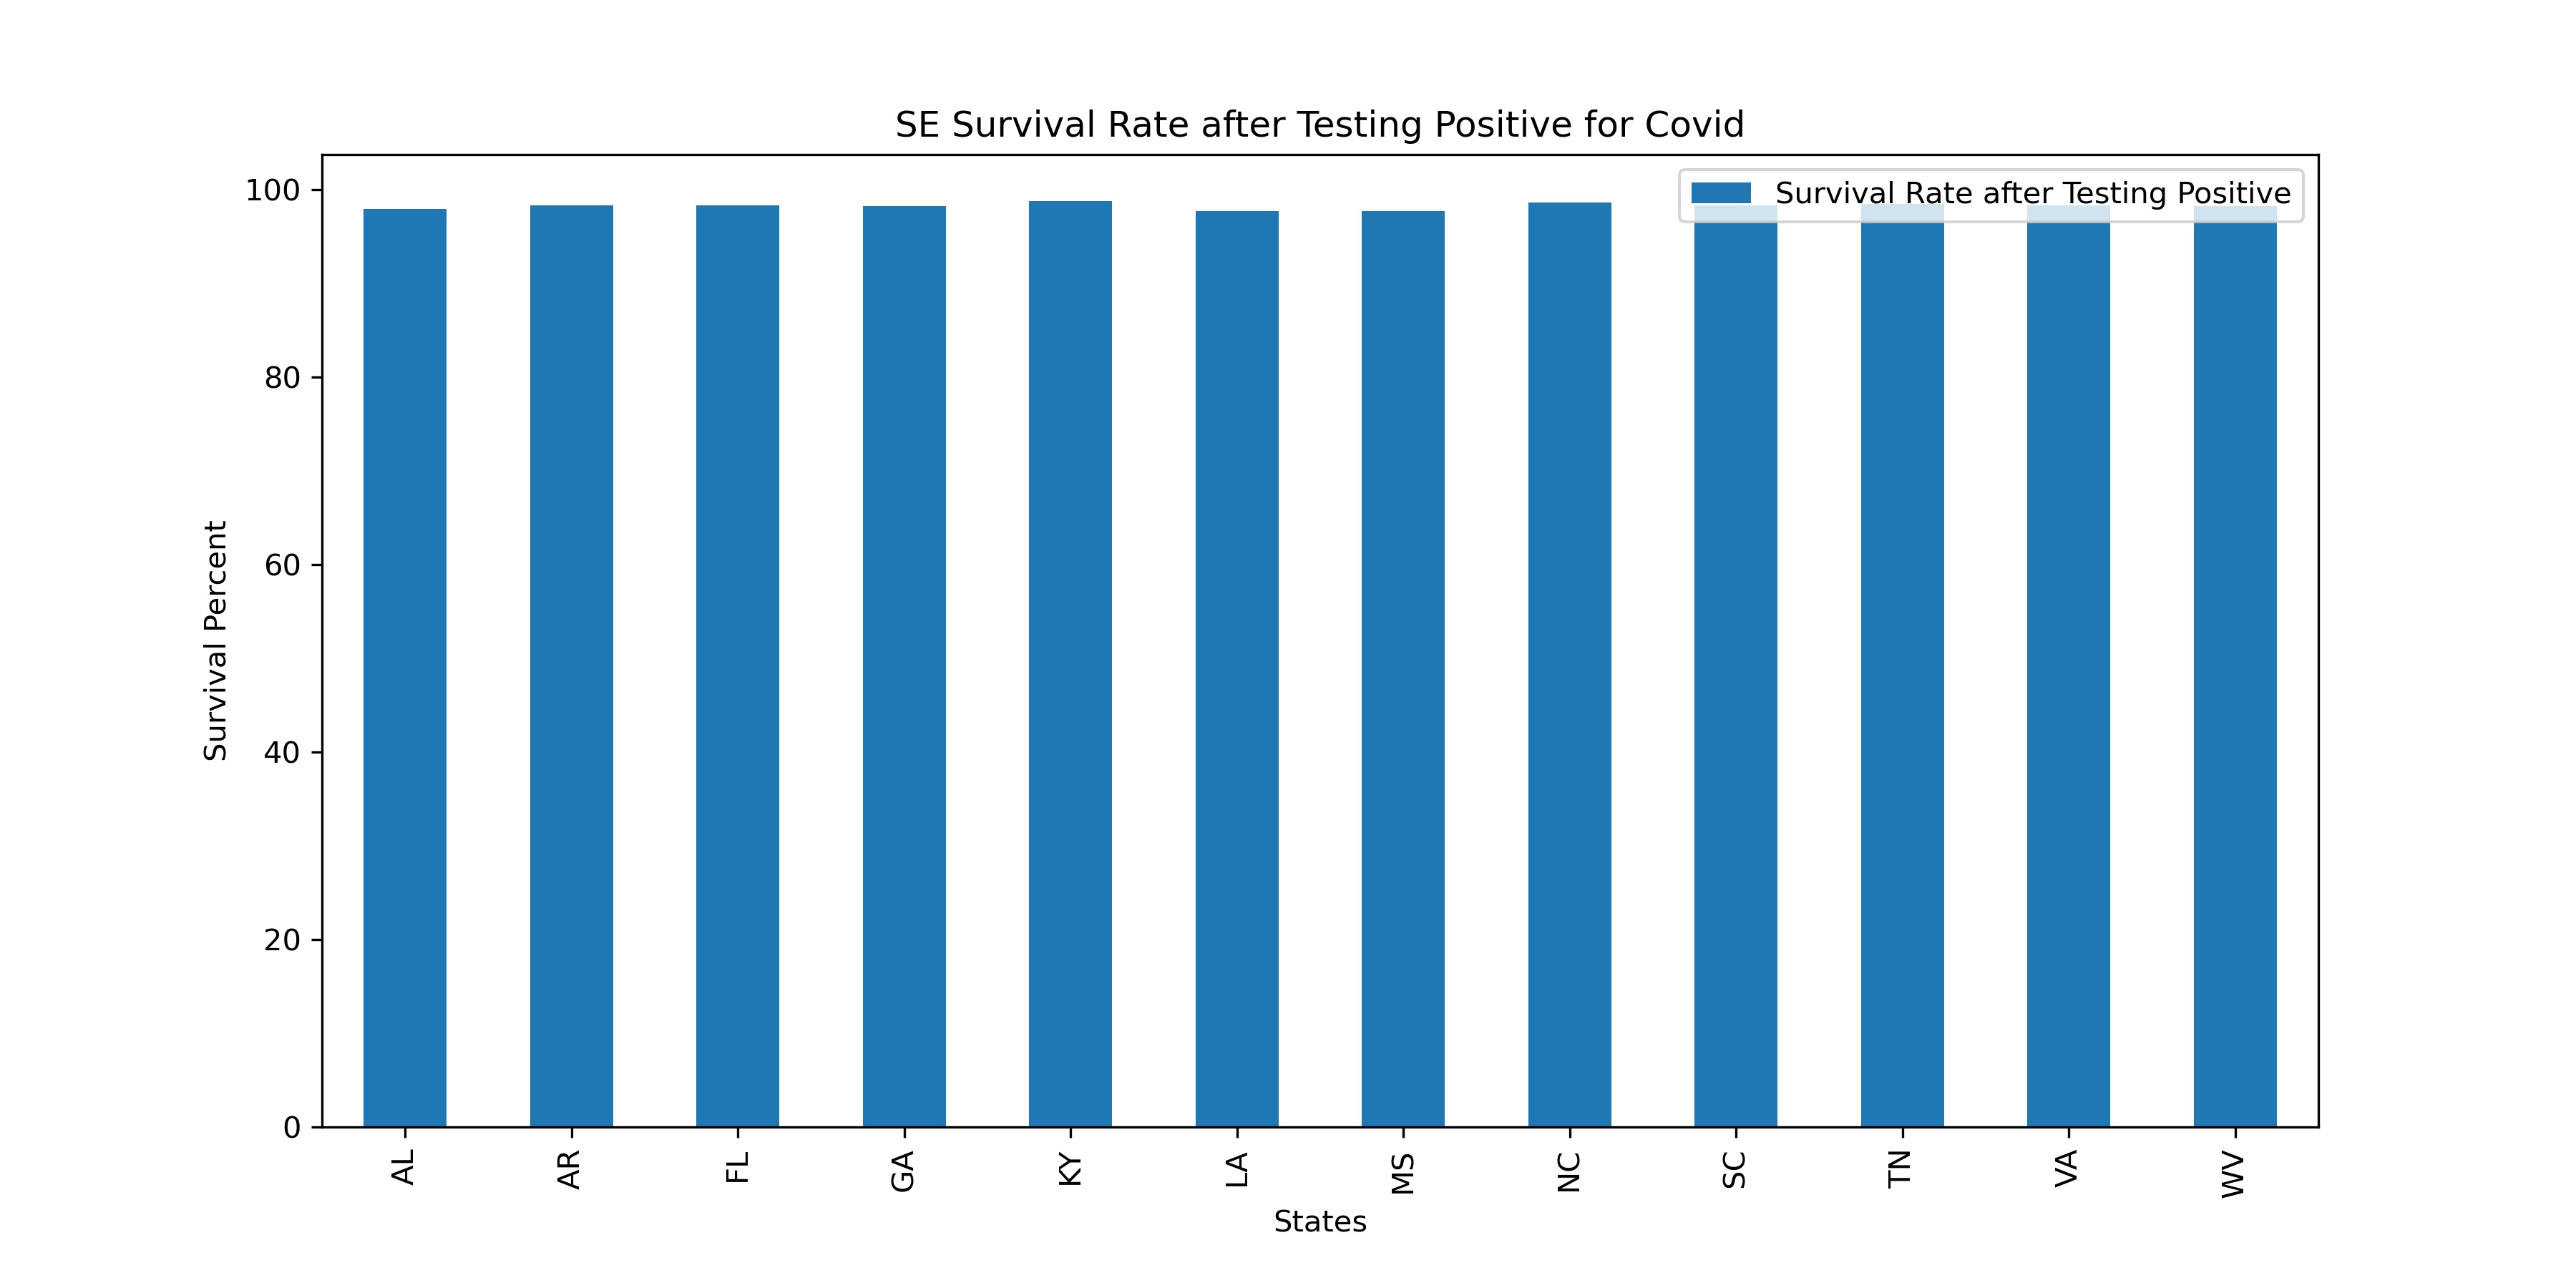 SE Survival Rate after Testing Positive for Covid
Survival Rate after Testing Positive
100
80
60
40
20
0
Survival Percent
AL
AR
FL
GA
KY
LA
MS
NC
SC
TN
VA
WV
States